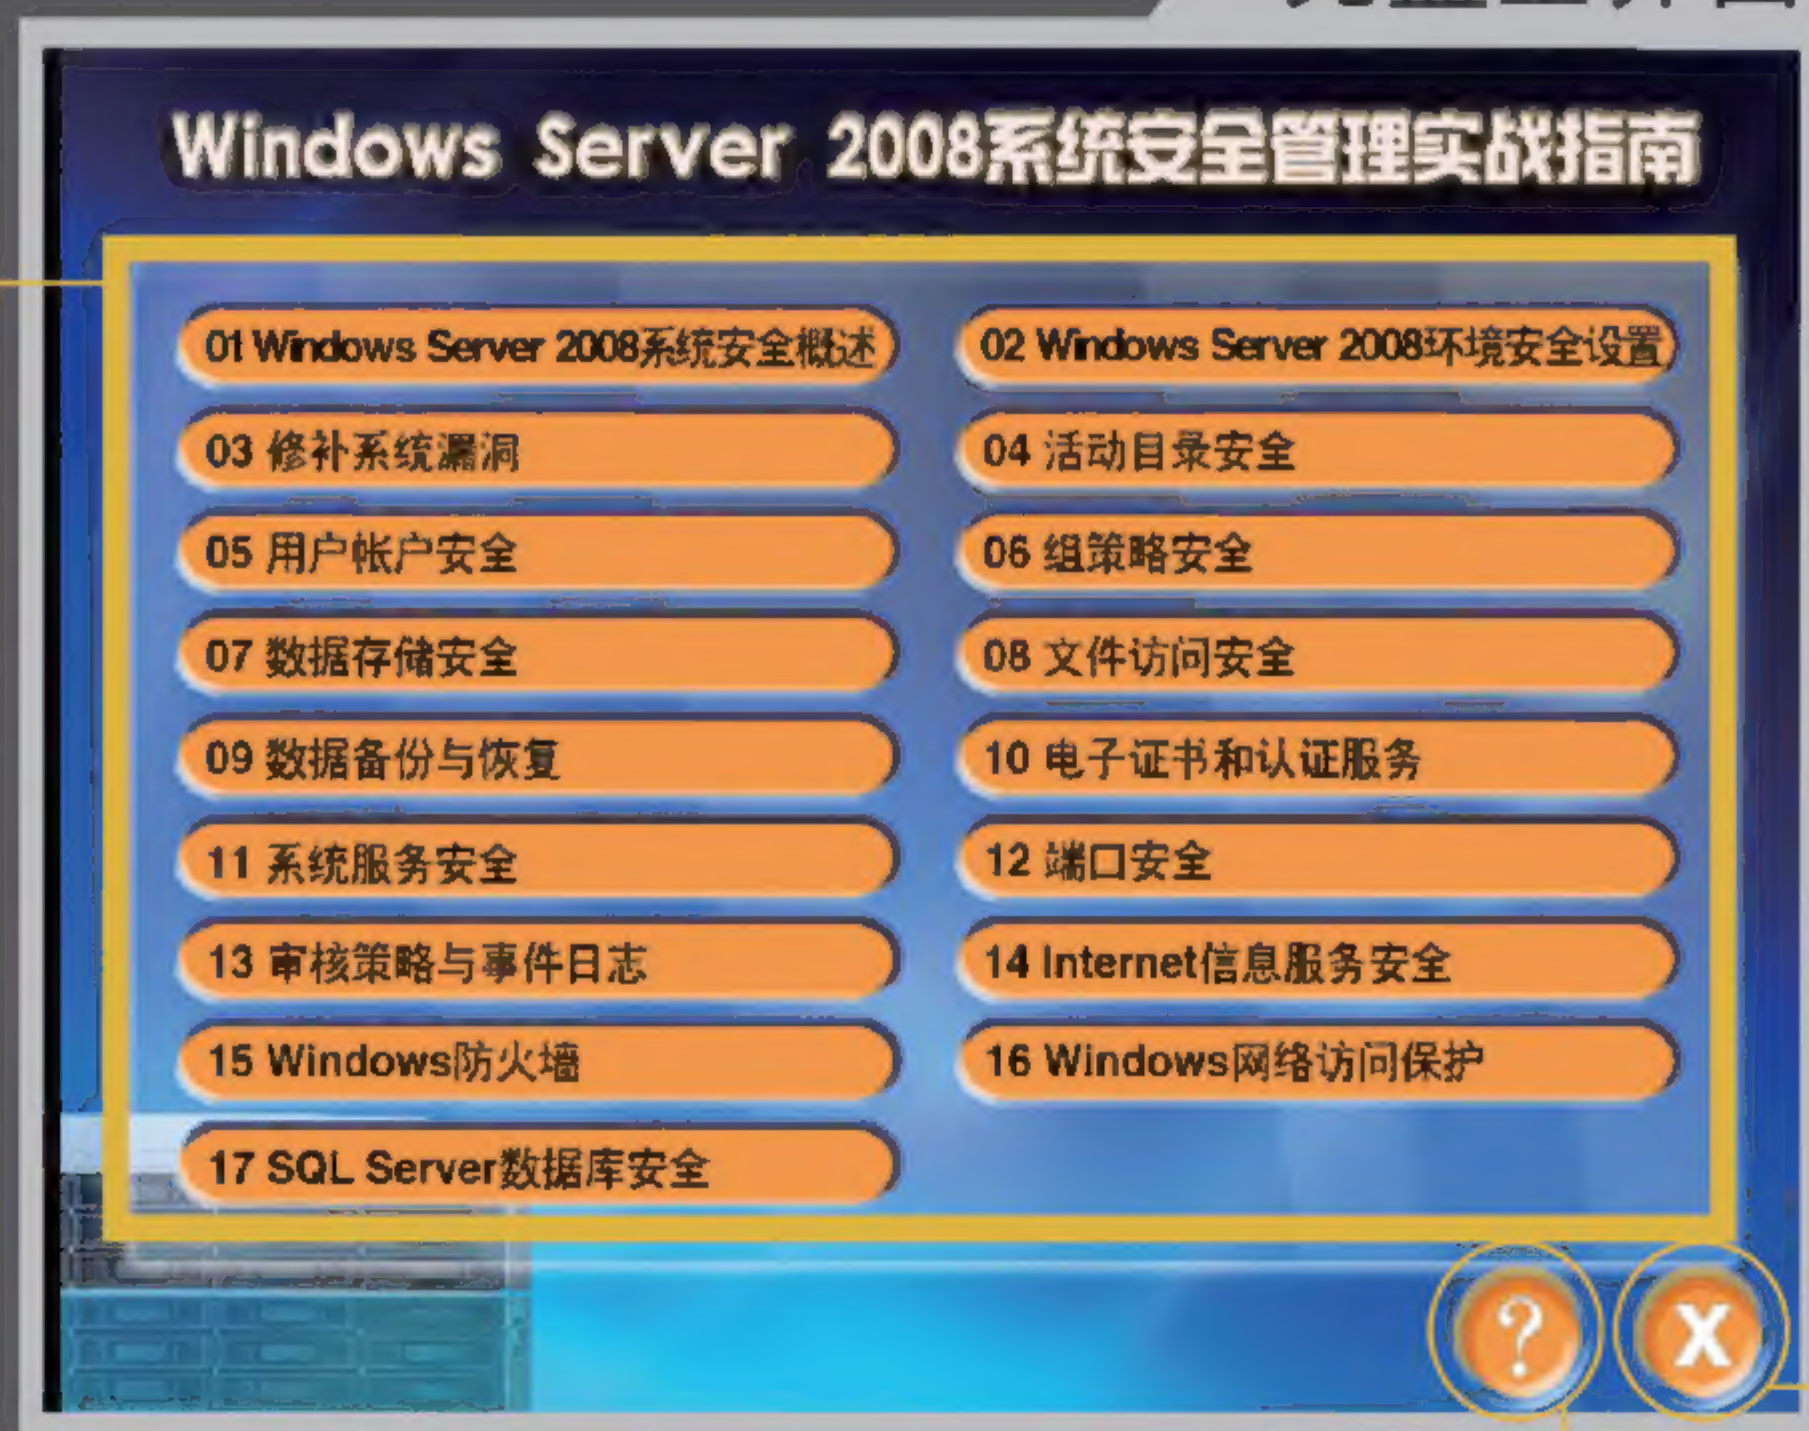 Windows Server 2008系统安全管理实战指南
01 Windows Server 2008系统安全概述
02 Windows Server 2008环境安全设置
03 修补系统漏洞
04 活动目录安全
05 用户帐户安全
06 组策略安全
07 数据存储安全
08 文件访问安全
09 数据备份与恢复
10 电子证书和认证服务
11 系统服务安全
12 端口安全
13 审核策略与事件日志
14 Internet信息服务安全
15 Windows防火墙
16 Windows网络访问保护
17 SQL Server数据库安全
? X